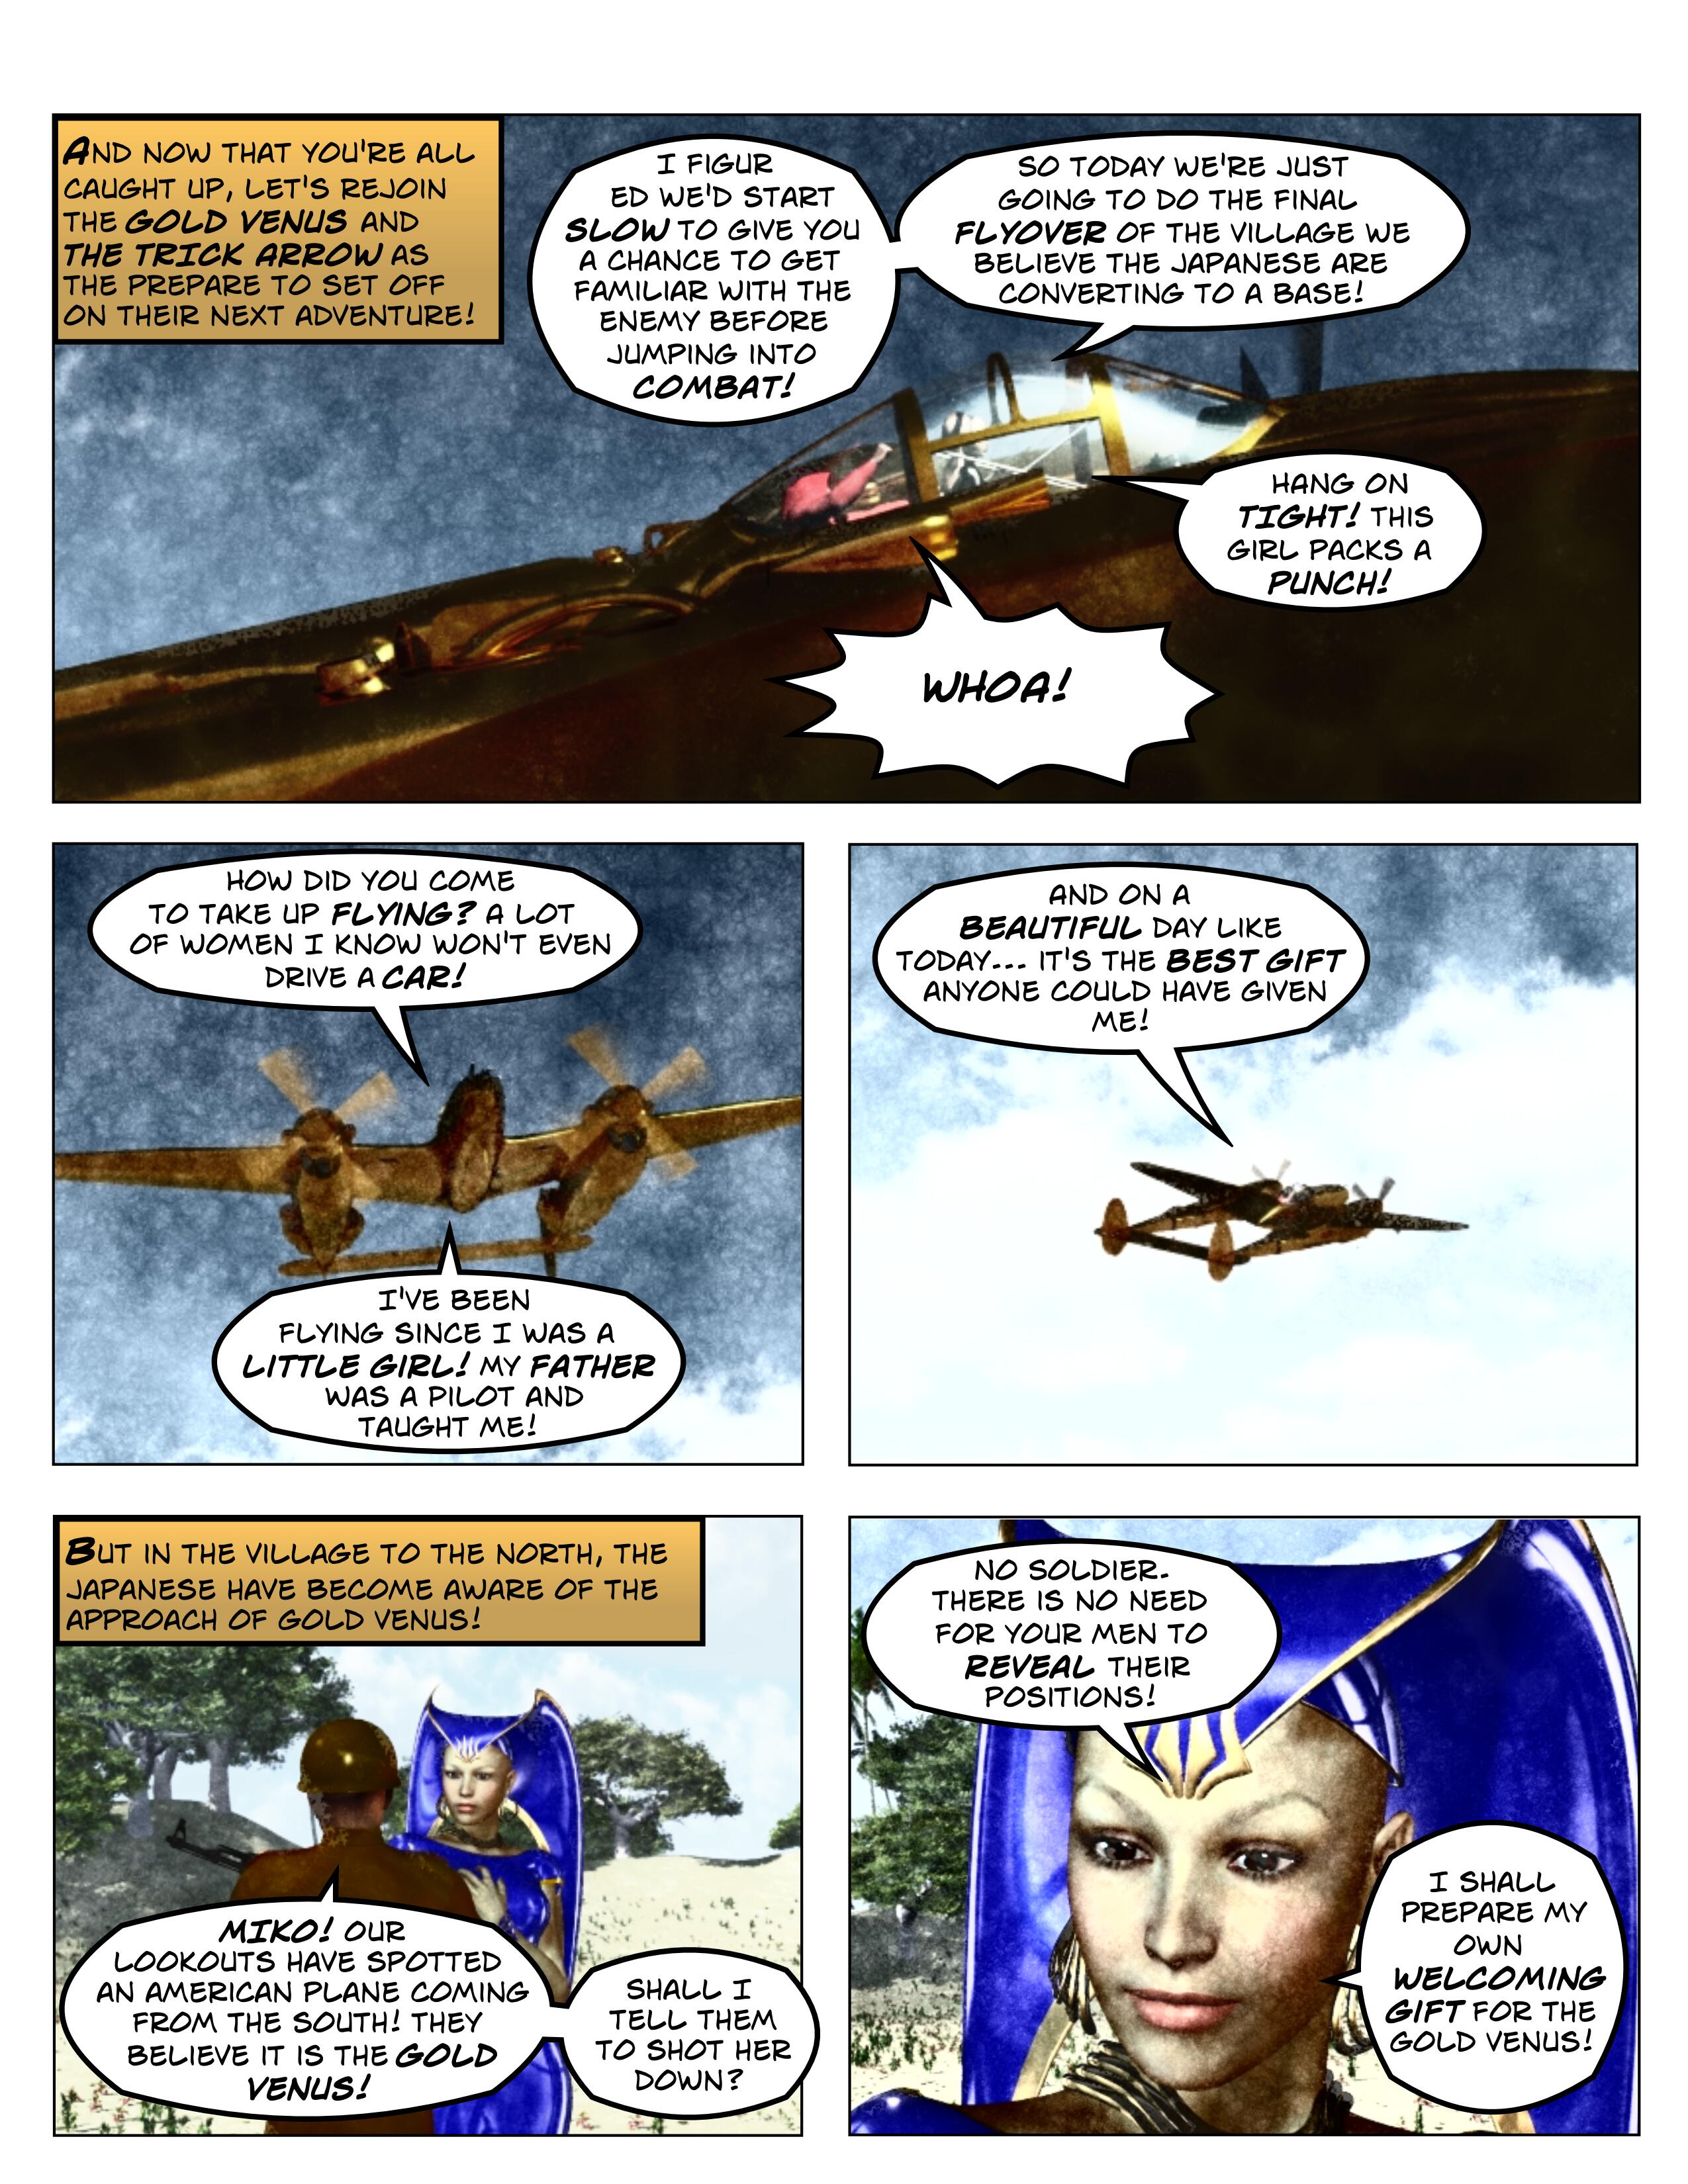 AND NOW THAT YOU'RE ALL
CAUGHT UP, LET'S REJOIN
THE GOLD VENUS AND
THE TRICK ARROW AS
THE PREPARE TO SET OFF
ON THEIR NEXT ADVENTURE!
I FIGUR
ED WE'D START
SLOW TO GIVE YOU
A CHANCE TO GET
FAMILIAR WITH THE
ENEMY BEFORE
JUMPING INTO
COMBAT!
SO TODAY WE'RE JUST
GOING TO DO THE FINAL
FLYOVER OF THE VILLAGE WE
BELIEVE THE JAPANESE ARE
CONVERTING TO A BASE!
HANG ON
TIGHT! THIS
GIRL PACKS A
PUNCH!
WHOA!
HOW DID YOU COME
TO TAKE UP FLYING? A LOT
OF WOMEN I KNOW WON'T EVEN
DRIVE A CAR!
I'VE BEEN
FLYING SINCE I WAS A
LITTLE GIRL! MY FATHER
WAS A PILOT AND
TAUGHT ME!
AND ON A
BEAUTIFUL DAY LIKE
TODAY... IT'S THE BEST GIFT
ANYONE COULD HAVE GIVEN
ME!
BUT IN THE VILLAGE TO THE NORTH, THE
JAPANESE HAVE BECOME AWARE OF THE
APPROACH OF GOLD VENUS!
MIKO! OUR
LOOKOUTS HAVE SPOTTED
AN AMERICAN PLANE COMING
FROM THE SOUTH! THEY
BELIEVE IT IS THE GOLD
VENUS!
SHALL I
TELL THEM
TO SHOT HER
DOWN?
NO SOLDIER.
THERE IS NO NEED
FOR YOUR MEN TO
REVEAL THEIR
POSITIONS!
I SHALL
PREPARE MY
OWN
WELCOMING
GIFT FOR THE
GOLD VENUS!